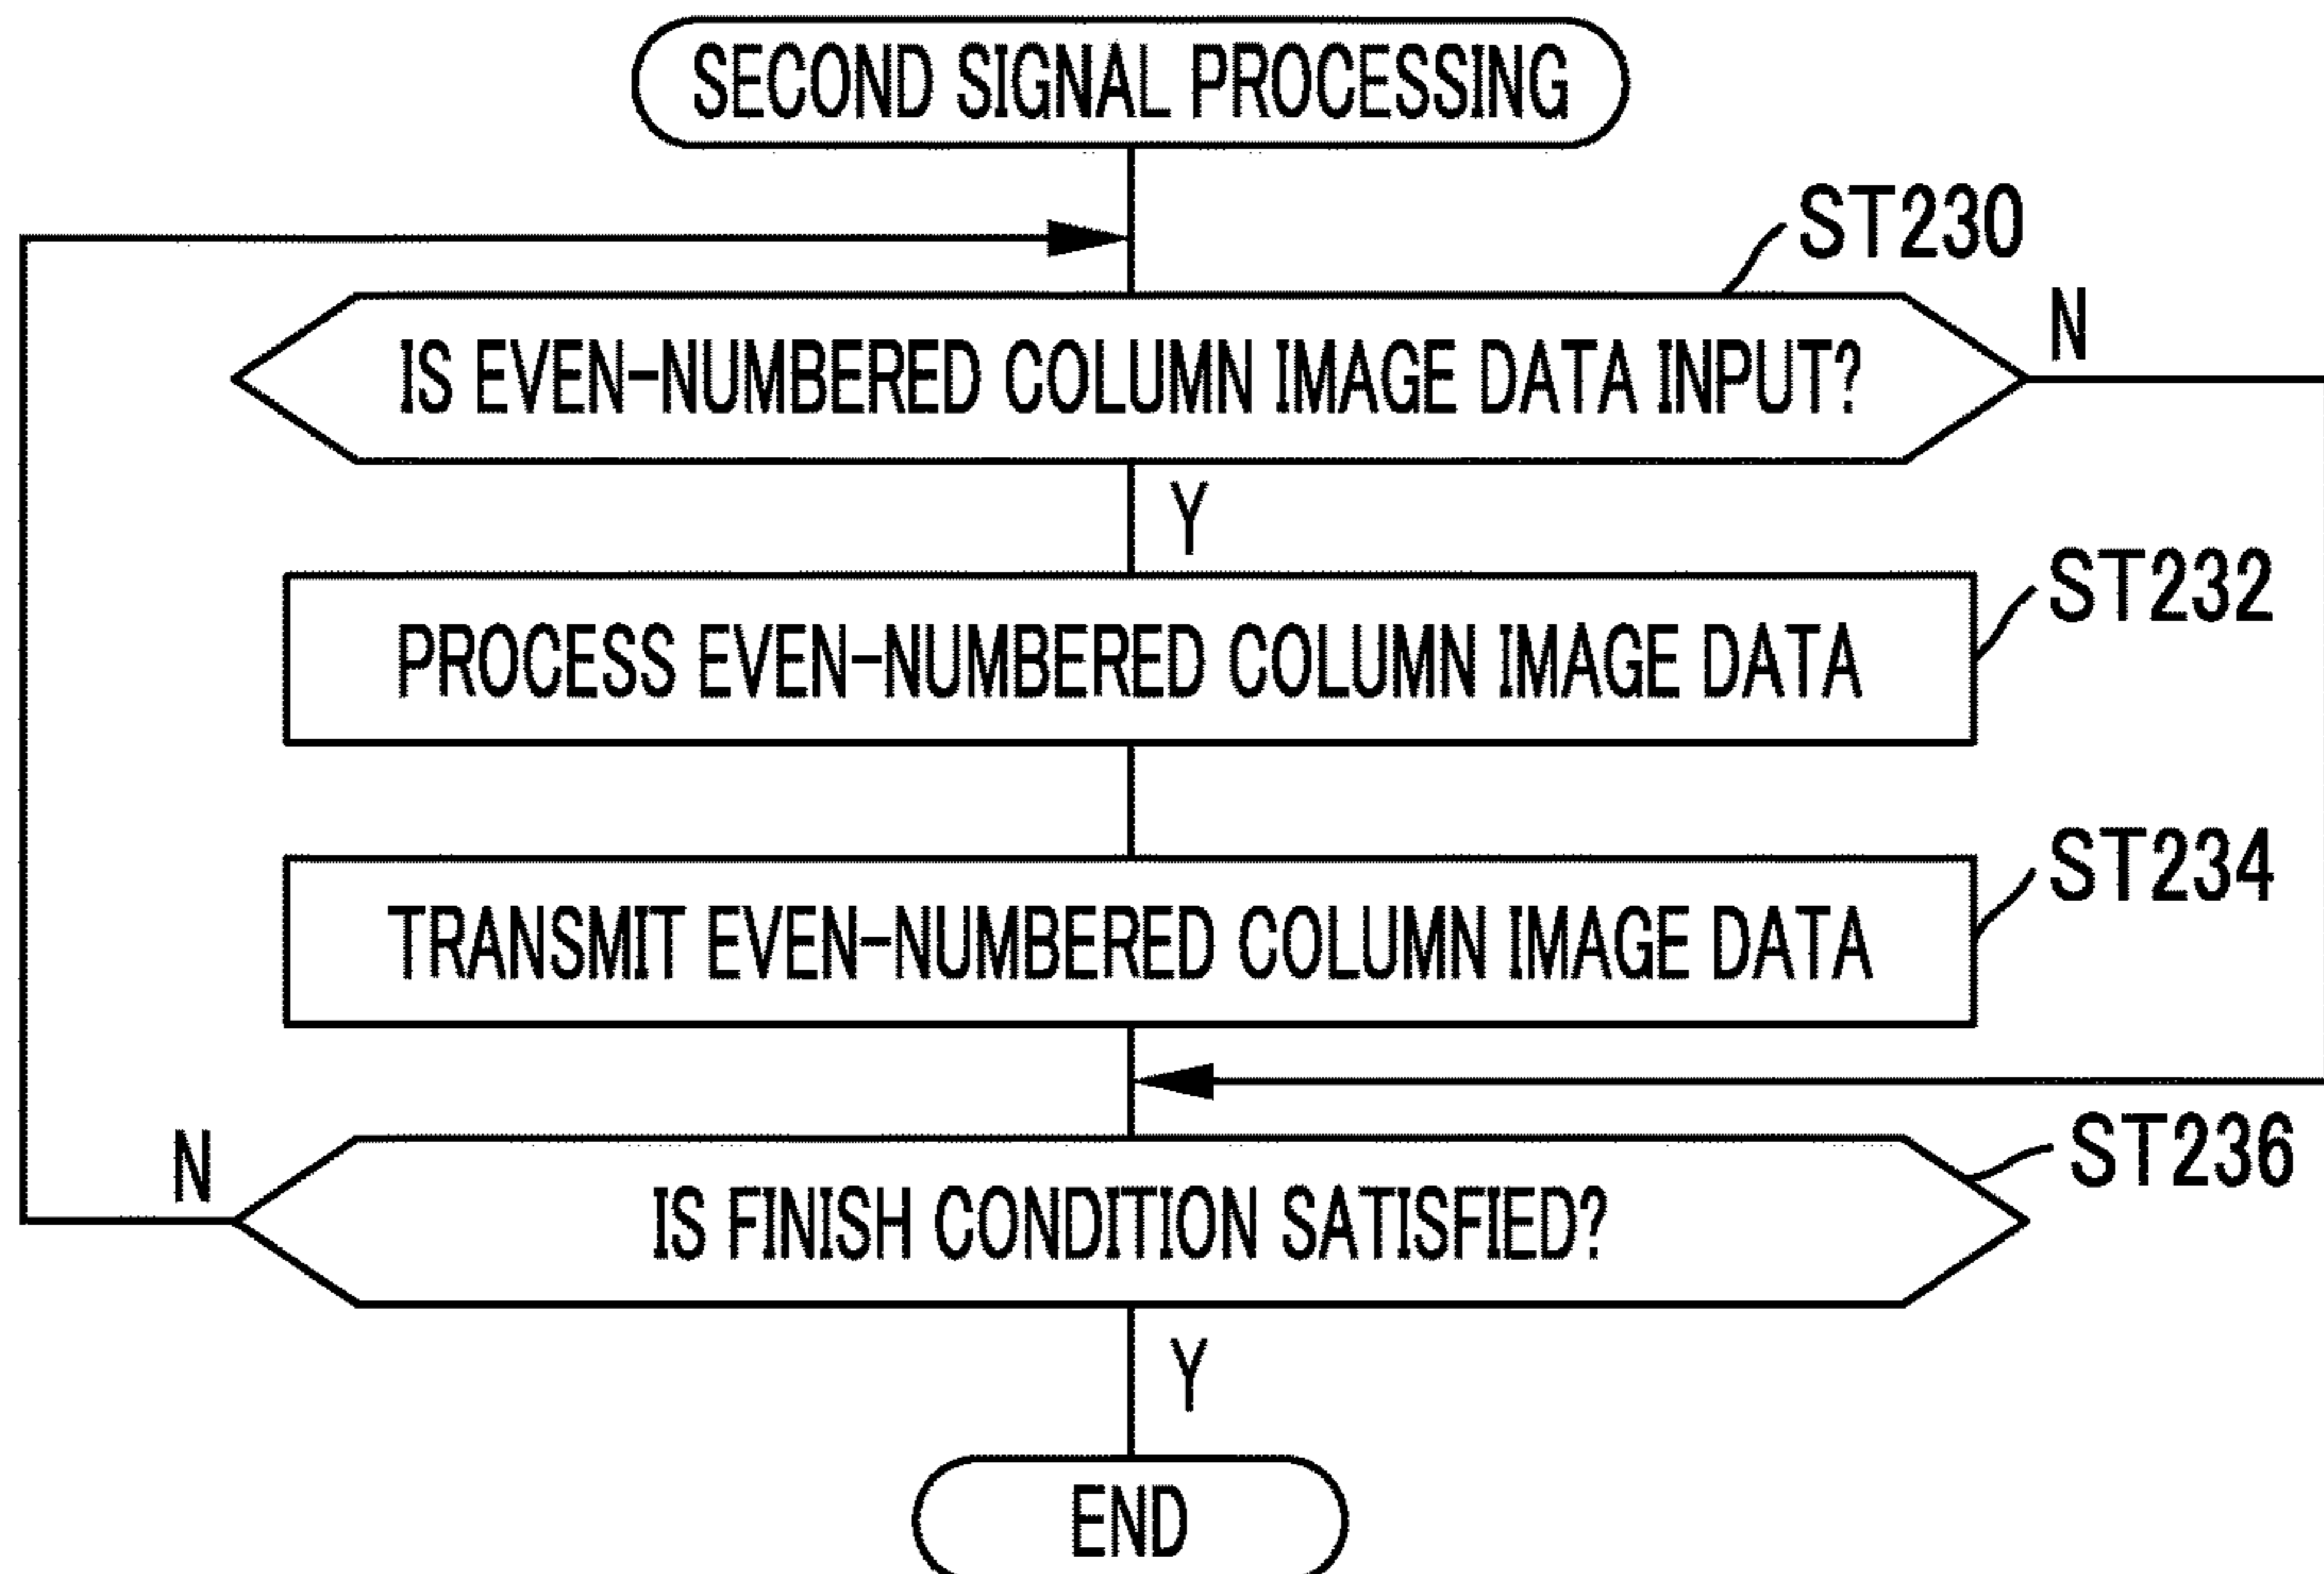 SECOND SIGNAL PROCESSING
ST230
IS EVEN-NUMBERED COLUMN IMAGE DATA INPUT?
N
Y
ST232
PROCESS EVEN-NUMBERED COLUMN IMAGE DATA
ST234
TRANSMIT EVEN-NUMBERED COLUMN IMAGE DATA
ST236
N
IS FINISH CONDITION SATISFIED?
Y
END